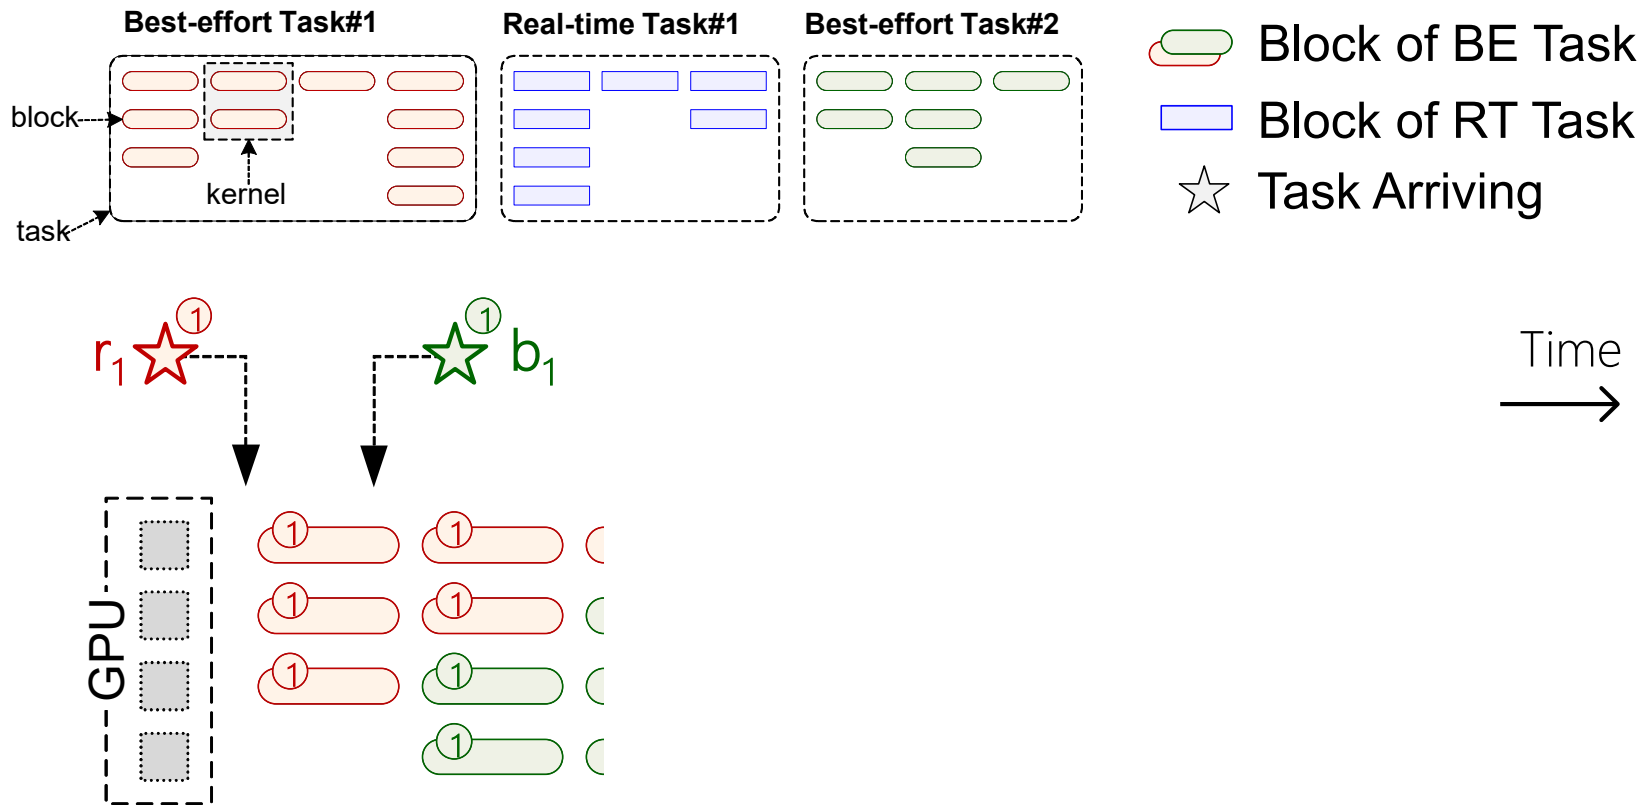 Best-effort Task#1 Real-time Task#1 Best-effort Task#2
Block of BE Task
block
Block of RT Task
kernel
Task Arriving
task
1 1
r1 b1
Time
1 1
1 1
GPU
1 1
1